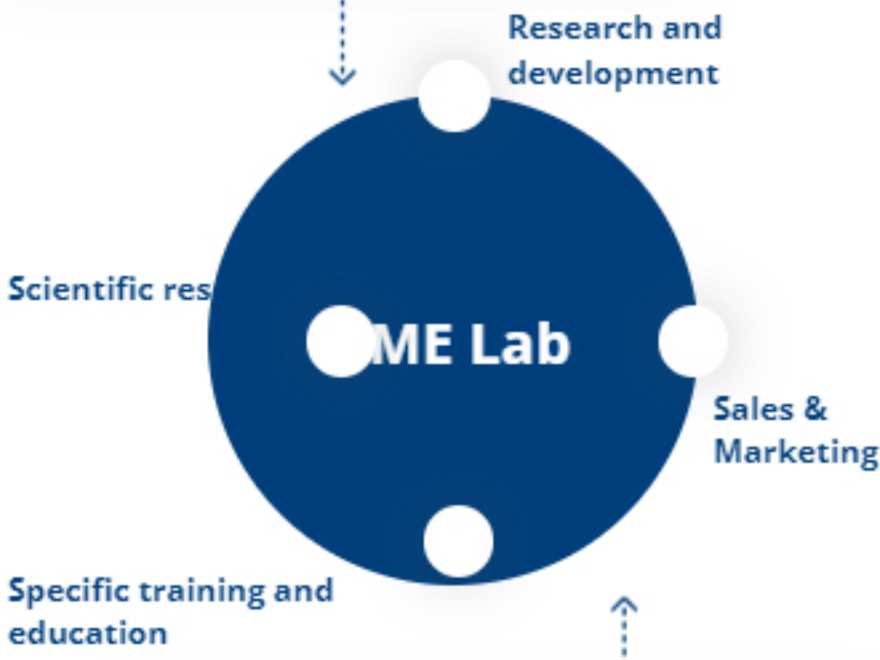 Research and
development
Scientific res
ME Lab
Sales &
Marketing
Specific training and
education